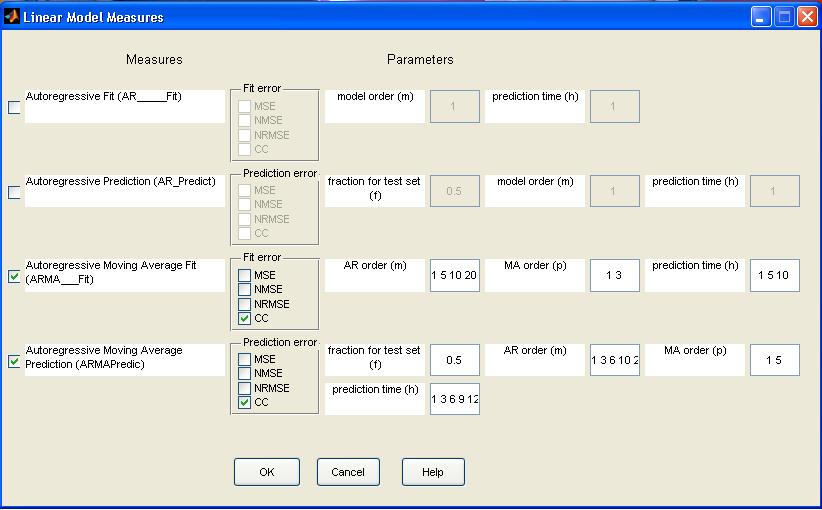 Linear Model Measures
Measures Parameters
Autoregressive Fit (AR_____Fit)
Fit error
MSE
NMSE
NRMSE
CC
model order (m) 1 prediction time (h) 1
Autoregressive Prediction (AR_Predict)
Prediction error
MSE
NMSE
NRMSE
CC
fraction for test set
(f)
0.5 model order (m) 1 prediction time (h) 1
Autoregressive Moving Average Fit
(ARMA___Fit)
Fit error
MSE
NMSE
NRMSE
CC
AR order (m) 1 5 10 20 MA order (p) 1 3 prediction time (h) 1 5 10
Autoregressive Moving Average
Prediction (ARMAPredic)
Prediction error
MSE
NMSE
NRMSE
CC
fraction for test set
(f)
0.5 AR order (m) 1 3 6 10 2 MA order (p) 1 5
prediction time (h) 1 3 6 9 12
OK Cancel Help